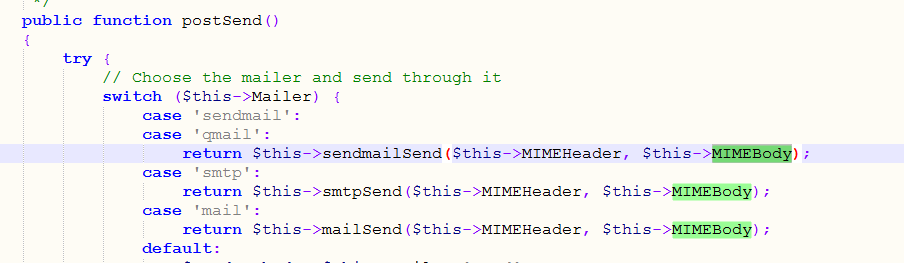 */
public function postSend()
{
try {
// Choose the mailer and send through it
switch ($this->Mailer) {
case 'sendmail':
case 'qmail':
return $this->sendmailSend($this->MIMEHeader, $this->MIMEBody);
case 'smtp':
return $this->smtpSend($this->MIMEHeader, $this->MIMEBody);
case 'mail':
return $this->mailSend($this->MIMEHeader, $this->MIMEBody);
default: